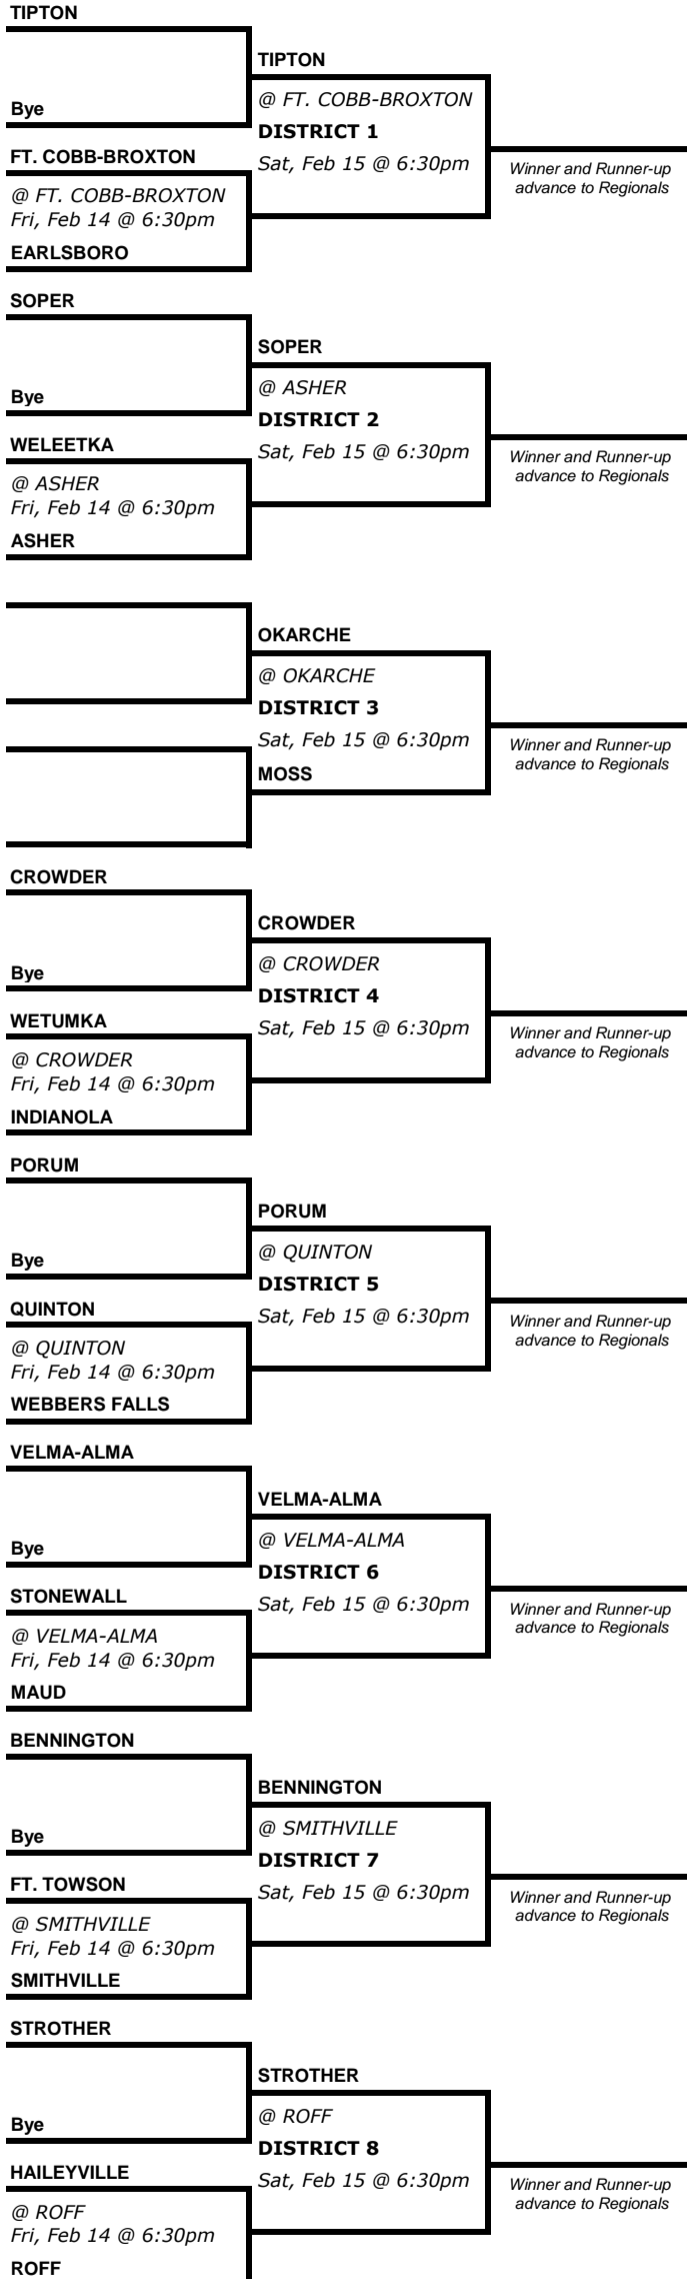 TIPTON
Bye
TIPTON
@ FT. COBB-BROXTON
DISTRICT 1
Sat, Feb 15 @ 6:30pm
FT. COBB-BROXTON
@ FT. COBB-BROXTON
Fri, Feb 14 @ 6:30pm
EARLSBORO
Winner and Runner-up
advance to Regionals
SOPER
Bye
SOPER
@ ASHER
DISTRICT 2
Sat, Feb 15 @ 6:30pm
WELEETKA
@ ASHER
Fri, Feb 14 @ 6:30pm
ASHER
Winner and Runner-up
advance to Regionals
OKARCHE
@ OKARCHE
DISTRICT 3
Sat, Feb 15 @ 6:30pm
MOSS
Winner and Runner-up
advance to Regionals
CROWDER
Bye
CROWDER
@ CROWDER
DISTRICT 4
Sat, Feb 15 @ 6:30pm
WETUMKA
@ CROWDER
Fri, Feb 14 @ 6:30pm
INDIANOLA
Winner and Runner-up
advance to Regionals
PORUM
Bye
PORUM
@ QUINTON
DISTRICT 5
Sat, Feb 15 @ 6:30pm
QUINTON
@ QUINTON
Fri, Feb 14 @ 6:30pm
WEBBERS FALLS
Winner and Runner-up
advance to Regionals
VELMA-ALMA
Bye
VELMA-ALMA
@ VELMA-ALMA
DISTRICT 6
Sat, Feb 15 @ 6:30pm
STONEWALL
@ VELMA-ALMA
Fri, Feb 14 @ 6:30pm
MAUD
Winner and Runner-up
advance to Regionals
BENNINGTON
Bye
BENNINGTON
@ SMITHVILLE
DISTRICT 7
Sat, Feb 15 @ 6:30pm
FT. TOWSON
@ SMITHVILLE
Fri, Feb 14 @ 6:30pm
SMITHVILLE
Winner and Runner-up
advance to Regionals
STROTHER
Bye
STROTHER
@ ROFF
DISTRICT 8
Sat, Feb 15 @ 6:30pm
HAILEYVILLE
@ ROFF
Fri, Feb 14 @ 6:30pm
ROFF
Winner and Runner-up
advance to Regionals